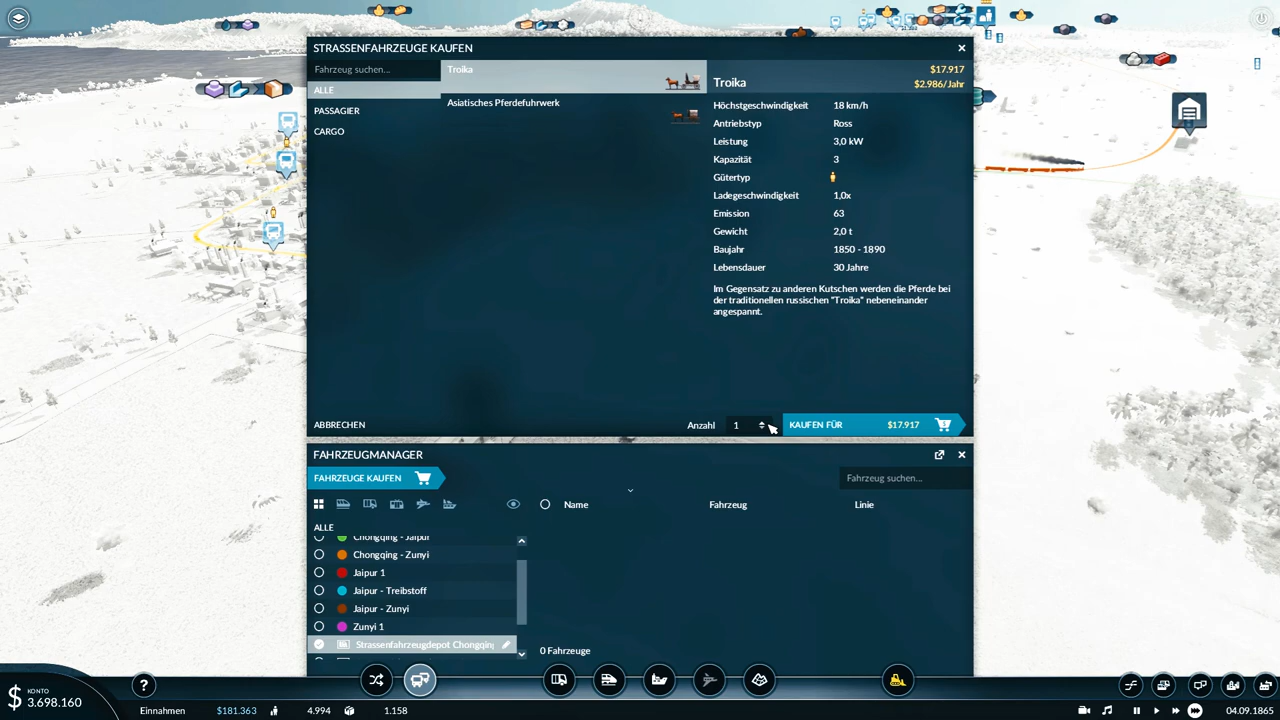 STRASSENFAHRZEUGE KAUFEN
Fahrzeug suchen...
ALLE
PASSAGIER
CARGO
Troika
Asiatisches Pferdefuhrwerk
Troika
$17.917
$2.986/Jahr
Höchstgeschwindigkeit 18 km/h
Antriebstyp Ross
Leistung 3,0 kW
Kapazität 3
Gütertyp
Ladegeschwindigkeit 1,0x
Emission 63
Gewicht 2,0 t
Baujahr 1850 - 1890
Lebensdauer 30 Jahre
Im Gegensatz zu anderen Kutschen werden die Pferde bei
der traditionellen russischen "Troika" nebeneinander
angespannt.
ABBRECHEN
Anzahl 1
KAUFEN FÜR $17.917
FAHRZEUGMANAGER
FAHRZEUGE KAUFEN
Fahrzeug suchen...
Name Fahrzeug Linie
ALLE
Chongqing - Jaipur
Chongqing - Zunyi
Jaipur 1
Jaipur - Treibstoff
Jaipur - Zunyi
Zunyi 1
Strassenfahrzeugdepot Chongqing
0 Fahrzeuge
KONTO
$ 3.698.160
?
Einnahmen $181.363 4.994 1.158
04.09.1865